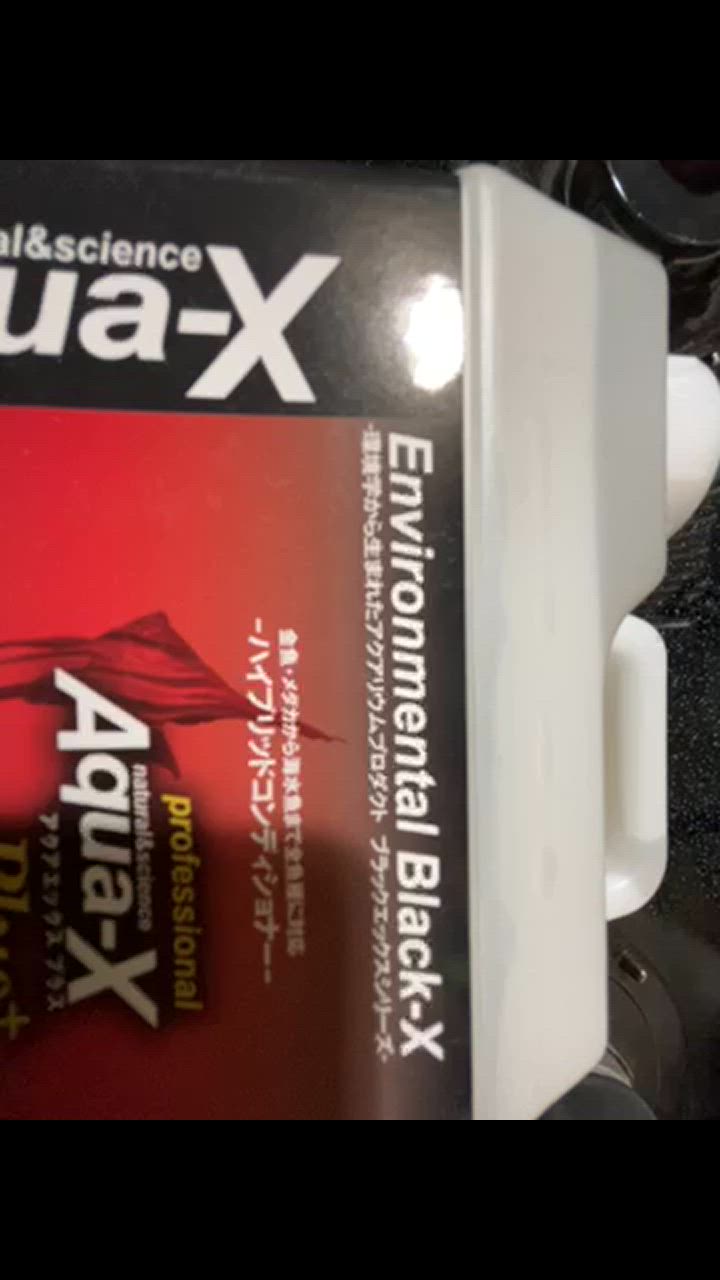 al&science
ua-X
Environmental Black-X
-環境学から生まれたアクアリウムプロダクト ブラックエックスシリーズ-
金魚・メダカから海水魚まで全魚種に対応
-ハイブリッドコンディショナー-
professional
natural&science
Aqua-X
アクアエックス プラス
Plus+